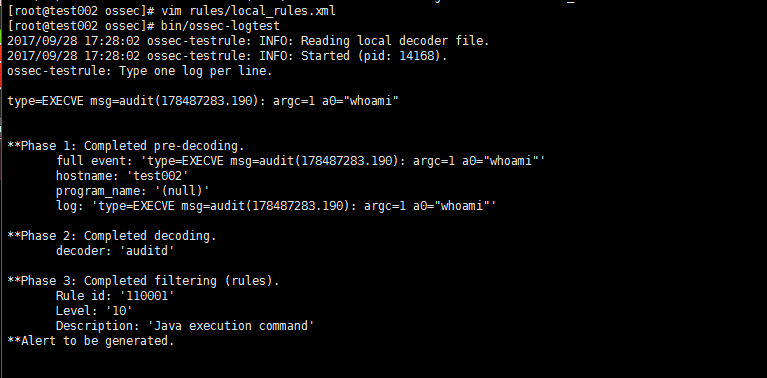 [root@test002 ossec]# vim rules/local_rules.xml
[root@test002 ossec]# bin/ossec-logtest
2017/09/28 17:28:02 ossec-testrule: INFO: Reading local decoder file.
2017/09/28 17:28:02 ossec-testrule: INFO: Started (pid: 14168).
ossec-testrule: Type one log per line.
type=EXECVE msg=audit(178487283.190): argc=1 a0="whoami"
**Phase 1: Completed pre-decoding.
full event: 'type=EXECVE msg=audit(178487283.190): argc=1 a0="whoami"'
hostname: 'test002'
program_name: '(null)'
log: 'type=EXECVE msg=audit(178487283.190): argc=1 a0="whoami"'
**Phase 2: Completed decoding.
decoder: 'auditd'
**Phase 3: Completed filtering (rules).
Rule id: '110001'
Level: '10'
Description: 'Java execution command'
**Alert to be generated.